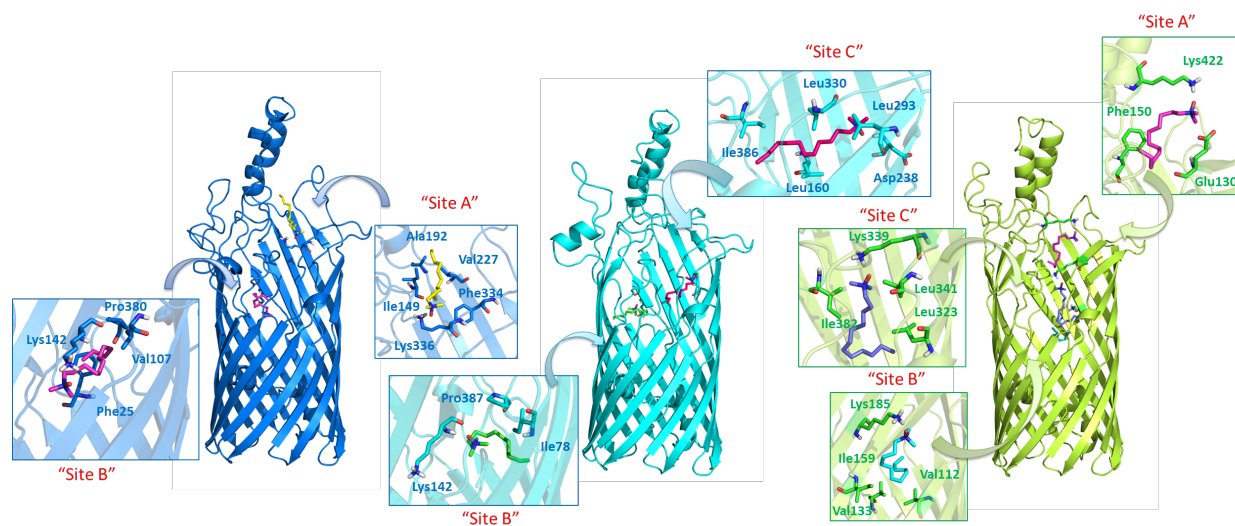 “Site B”
Pro380
Lys142
Val107
Phe25
“Site A”
Ala192
Val227
Phe334
Ile149
Lys336
“Site B”
Pro387
Ile78
Lys142
“Site C”
Leu330
Leu293
Ile386
Leu160
Asp238
“Site A”
Lys422
Phe150
Glu130
“Site C”
Lys339
Leu341
Ile387
Leu323
“Site B”
Lys185
Ile159
Val112
Val133